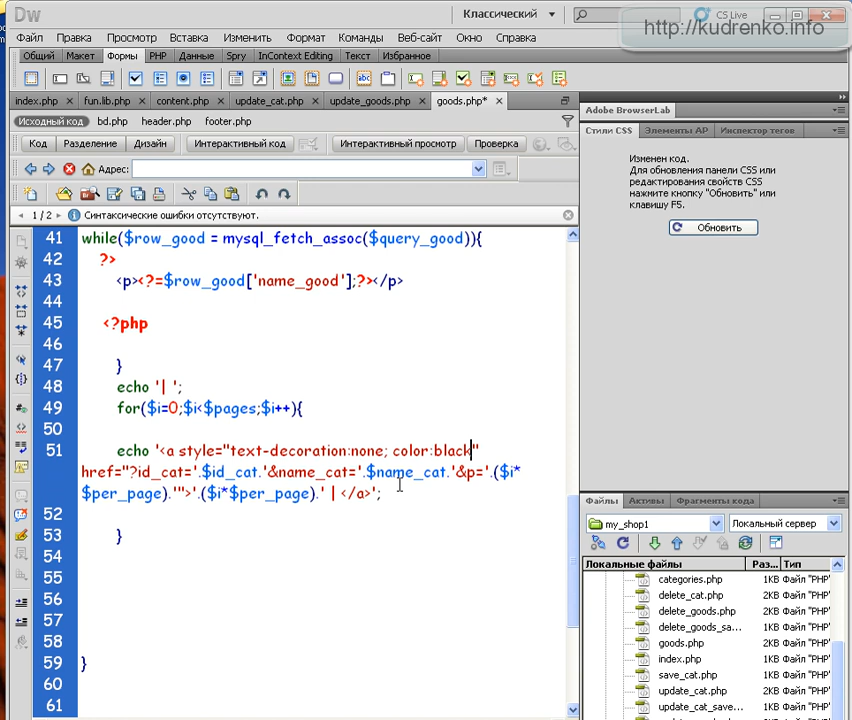 Dw
Классический
CS Live
http://kudrenko.info
Файл Правка Просмотр Вставка Изменить Формат Команды Веб-сайт Окно Справка
Общий Макет Формы PHP Данные Spry InContext Editing Текст Избранное
index.php fun.lib.php content.php update_cat.php update_goods.php goods.php*
Исходный код bd.php header.php footer.php
Код Разделение Дизайн Интерактивный код Интерактивный просмотр Проверка
Адрес:
1 / 2 Синтаксические ошибки отсутствуют.
41 while($row_good = mysql_fetch_assoc($query_good)){
42 ?>
43 <p><?=$row_good['name_good'];?></p>
44
45 <?php
46
47 }
48 echo '| ';
49 for($i=0;$i<$pages;$i++){
50
51 echo '<a style="text-decoration:none; color:black"
href="?id_cat='.$id_cat.'&name_cat='.$name_cat.'&p='.($i*
$per_page).'">'.($i*$per_page).' | </a>';
52
53 }
54
55
56
57
58
59 }
60
61
Adobe BrowserLab
Стили CSS Элементы AP Инспектор тегов
Изменен код.
Для обновления панели CSS или
редактирования свойств CSS
нажмите кнопку "Обновить" или
клавишу F5.
Обновить
Файлы Активы Фрагменты кода
my_shop1 Локальный сервер
Локальные файлы Раз... Тип
categories.php 1KB Файл "PHP"
delete_cat.php 2KB Файл "PHP"
delete_goods.php 2KB Файл "PHP"
delete_goods_sa... 1KB Файл "PHP"
goods.php 2KB Файл "PHP"
index.php 1KB Файл "PHP"
save_cat.php 1KB Файл "PHP"
update_cat.php 2KB Файл "PHP"
update_cat_save... 1KB Файл "PHP"